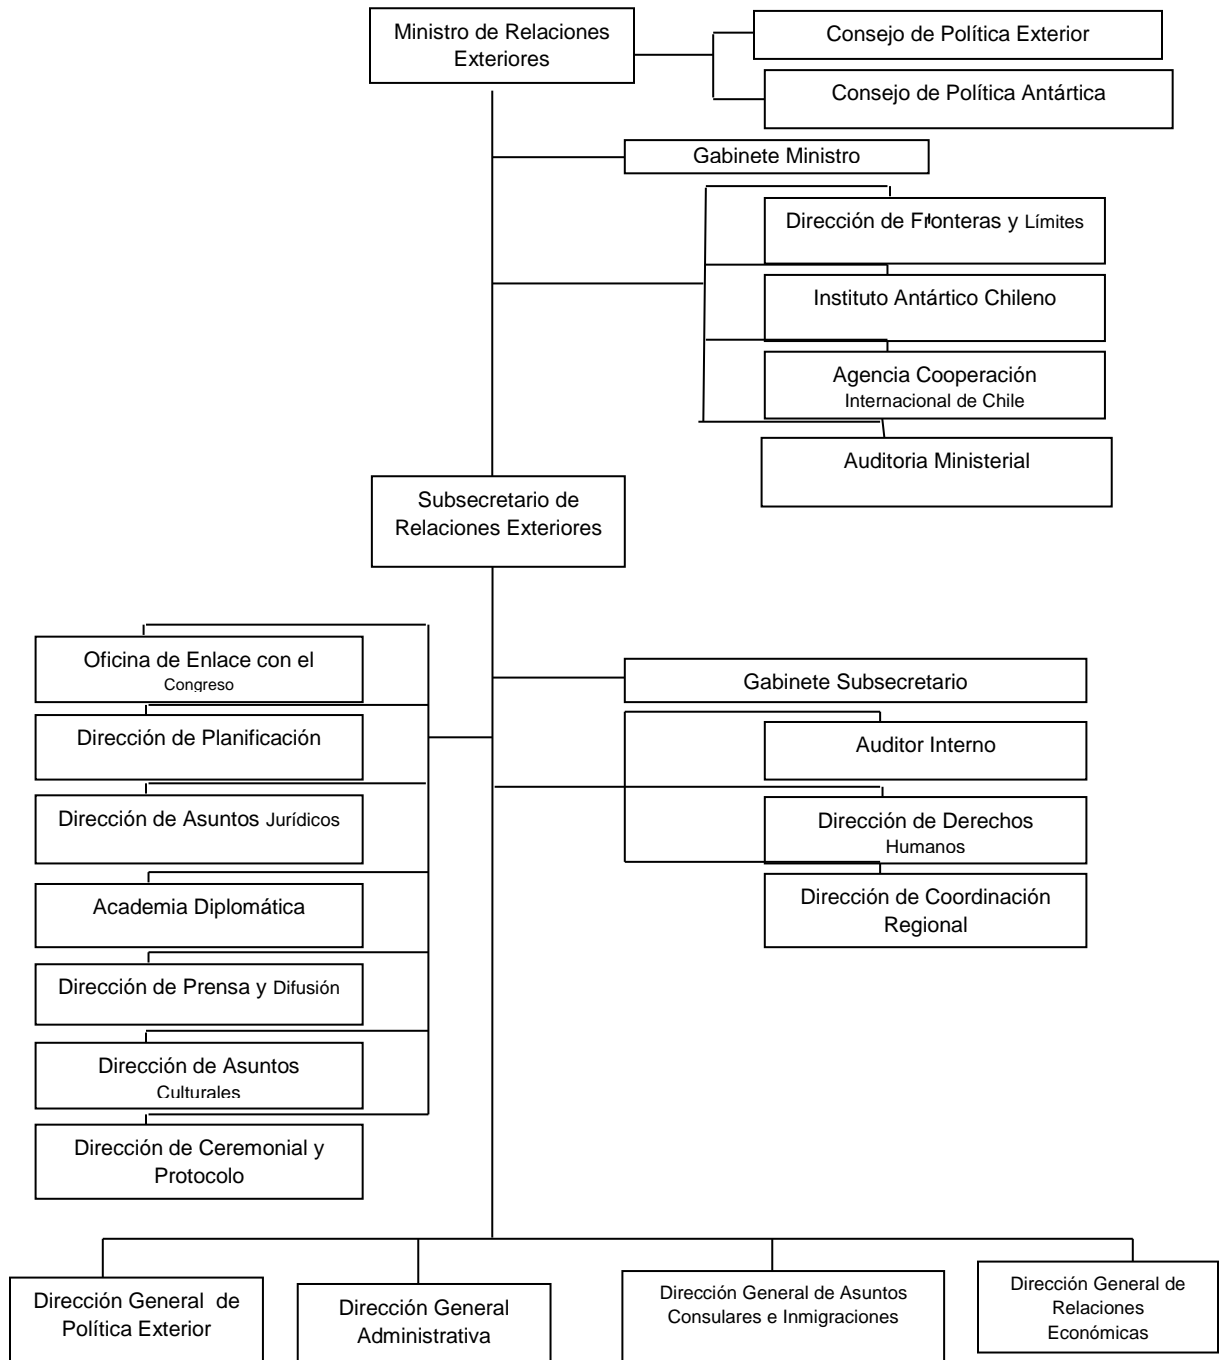 Ministro de Relaciones
Exteriores
Consejo de Política Exterior
Consejo de Política Antártica
Gabinete Ministro
Dirección de Fronteras y Límites
Instituto Antártico Chileno
Agencia Cooperación
Internacional de Chile
Auditoria Ministerial
Subsecretario de
Relaciones Exteriores
Oficina de Enlace con el
Congreso
Dirección de Planificación
Dirección de Asuntos Jurídicos
Academia Diplomática
Dirección de Prensa y Difusión
Dirección de Asuntos
Culturales
Dirección de Ceremonial y
Protocolo
Gabinete Subsecretario
Auditor Interno
Dirección de Derechos
Humanos
Dirección de Coordinación
Regional
Dirección General de
Política Exterior
Dirección General
Administrativa
Dirección General de Asuntos
Consulares e Inmigraciones
Dirección General de
Relaciones
Económicas